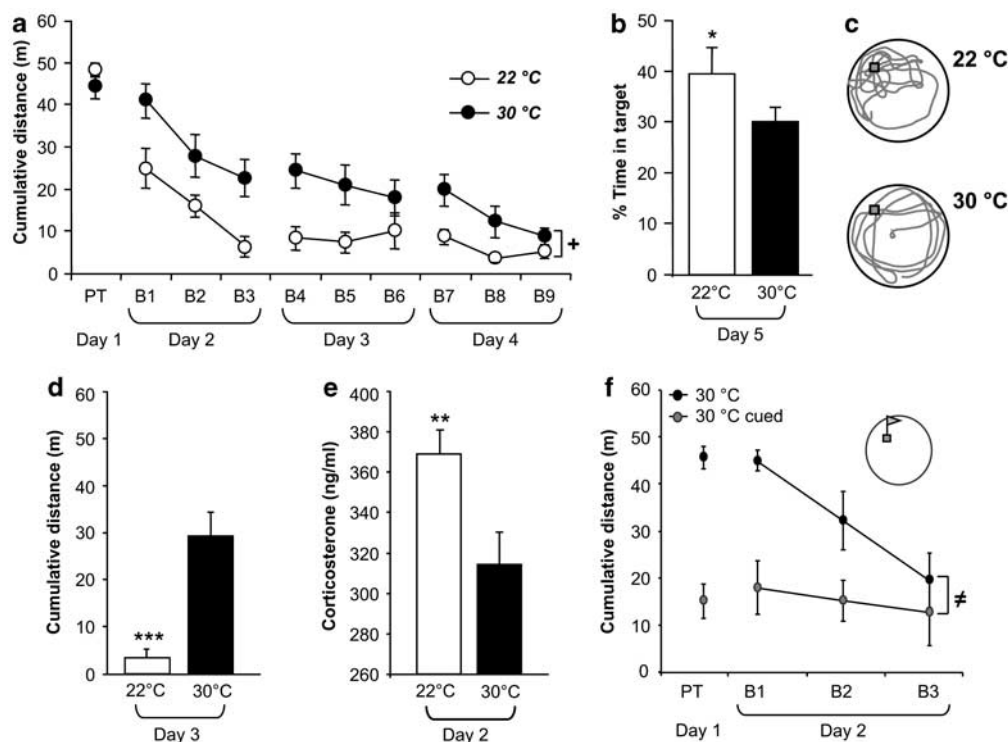 a
Cumulative distance (m)
60
50
40
30
20
10
0
22 °C
30 °C
+
PT B1 B2 B3 B4 B5 B6 B7 B8 B9
Day 1 Day 2 Day 3 Day 4
b
% Time in target
50
40
30
20
10
0
*
22°C 30°C
Day 5
c
22 °C
30 °C
d
Cumulative distance (m)
60
50
40
30
20
10
0
***
22°C 30°C
Day 3
e
Corticosterone (ng/ml)
400
380
360
340
320
300
280
260
**
22°C 30°C
Day 2
f
Cumulative distance (m)
60
50
40
30
20
10
0
30 °C
30 °C cued
≠
PT B1 B2 B3
Day 1 Day 2